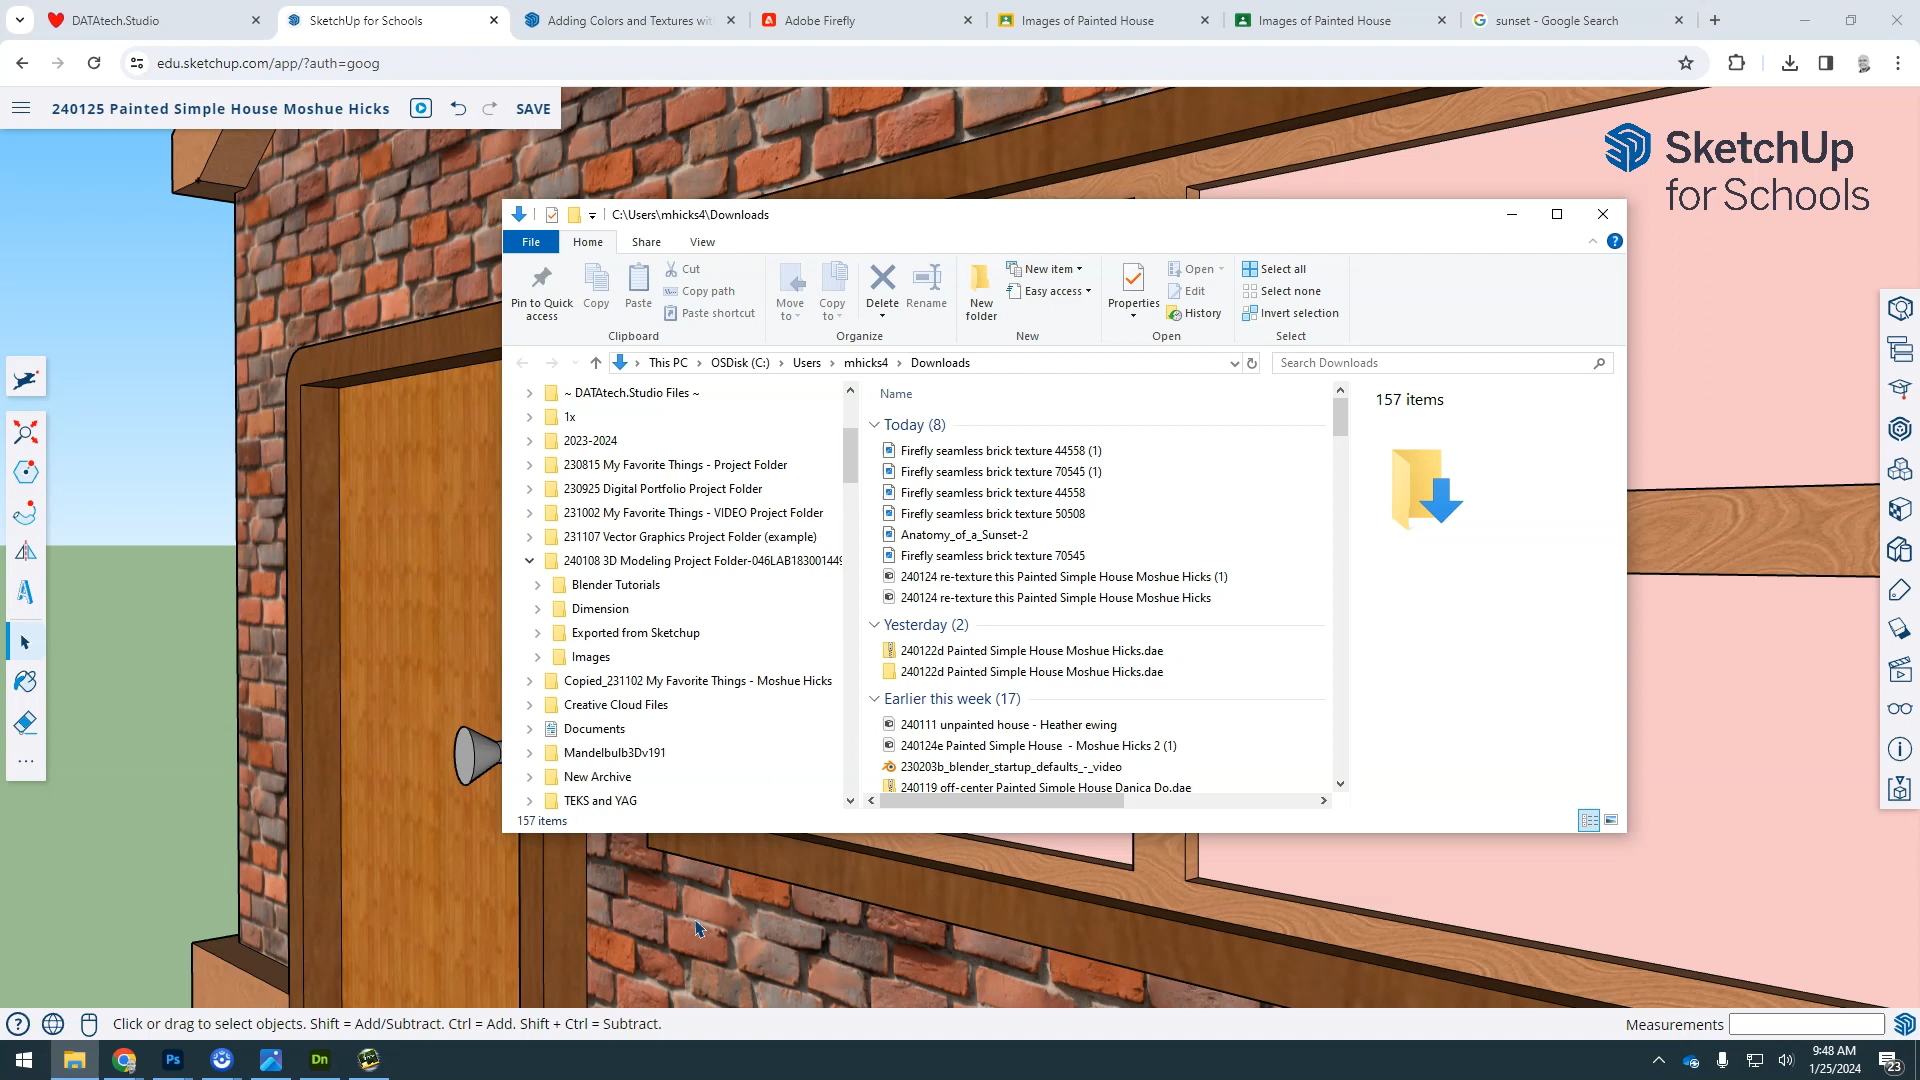 DATAtech.Studio
SketchUp for Schools
Adding Colors and Textures wit
Adobe Firefly
Images of Painted House
Images of Painted House
sunset - Google Search
edu.sketchup.com/app/?auth=goog
240125 Painted Simple House Moshue Hicks
SAVE
SketchUp
for Schools
C:\Users\mhicks4\Downloads
File
Home
Share
View
Pin to Quick access
Copy
Paste
Cut
Copy path
Paste shortcut
Move to
Copy to
Delete
Rename
New folder
New item
Easy access
Properties
Open
Edit
History
Select all
Select none
Invert selection
Clipboard
Organize
New
Open
Select
This PC
OSDisk (C:)
Users
mhicks4
Downloads
Search Downloads
~ DATAtech.Studio Files ~
1x
2023-2024
230815 My Favorite Things - Project Folder
230925 Digital Portfolio Project Folder
231002 My Favorite Things - VIDEO Project Folder
231107 Vector Graphics Project Folder (example)
240108 3D Modeling Project Folder-046LAB183001449
Blender Tutorials
Dimension
Exported from Sketchup
Images
Copied_231102 My Favorite Things - Moshue Hicks
Creative Cloud Files
Documents
Mandelbulb3Dv191
New Archive
TEKS and YAG
Name
Today (8)
Firefly seamless brick texture 44558 (1)
Firefly seamless brick texture 70545 (1)
Firefly seamless brick texture 44558
Firefly seamless brick texture 50508
Anatomy_of_a_Sunset-2
Firefly seamless brick texture 70545
240124 re-texture this Painted Simple House Moshue Hicks (1)
240124 re-texture this Painted Simple House Moshue Hicks
Yesterday (2)
240122d Painted Simple House Moshue Hicks.dae
240122d Painted Simple House Moshue Hicks.dae
Earlier this week (17)
240111 unpainted house - Heather ewing
240124e Painted Simple House  - Moshue Hicks 2 (1)
230203b_blender_startup_defaults_-_video
240119 off-center Painted Simple House Danica Do.dae
157 items
157 items
Click or drag to select objects. Shift = Add/Subtract. Ctrl = Add. Shift + Ctrl = Subtract.
Measurements
Ps
Dn
9:48 AM
1/25/2024
23